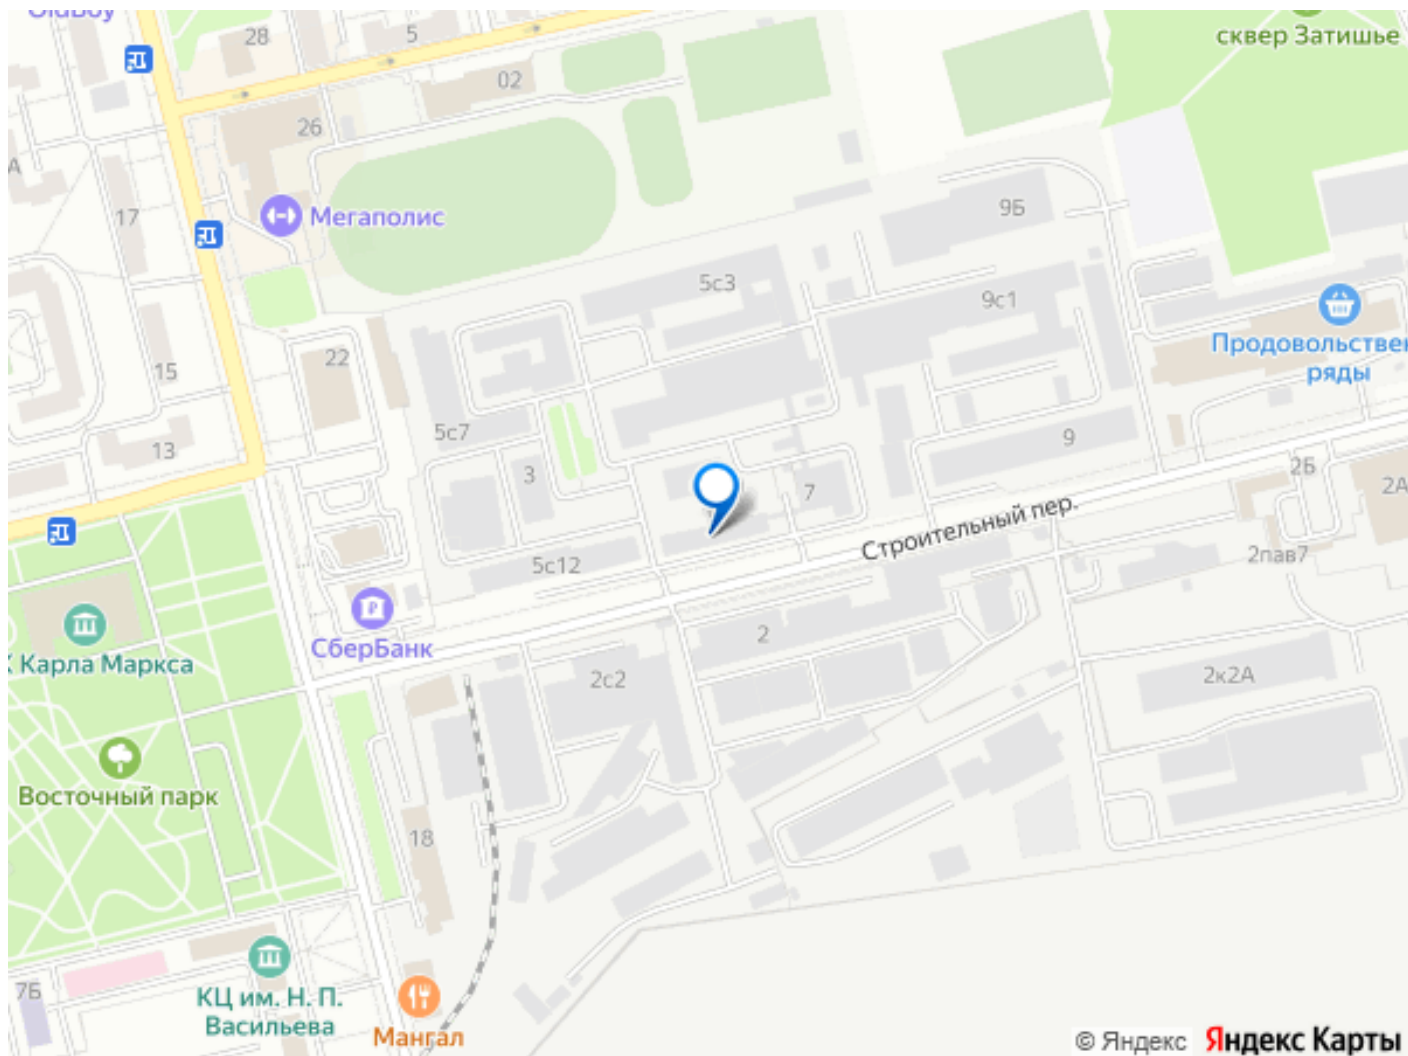 28
5
сквер Затишье
02
26
17
Мегаполис
9Б
5с3
9с1
22
Продовольствен
ряды
15
13
5с7
9
3
7
2Б
2А
Строительный пер.
5с12
2пав7
СберБанк
2
К Карла Маркса
2с2
2к2А
Восточный парк
18
7Б
КЦ им. Н. П.
Васильева
Мангал
© Яндекс Яндекс Карты